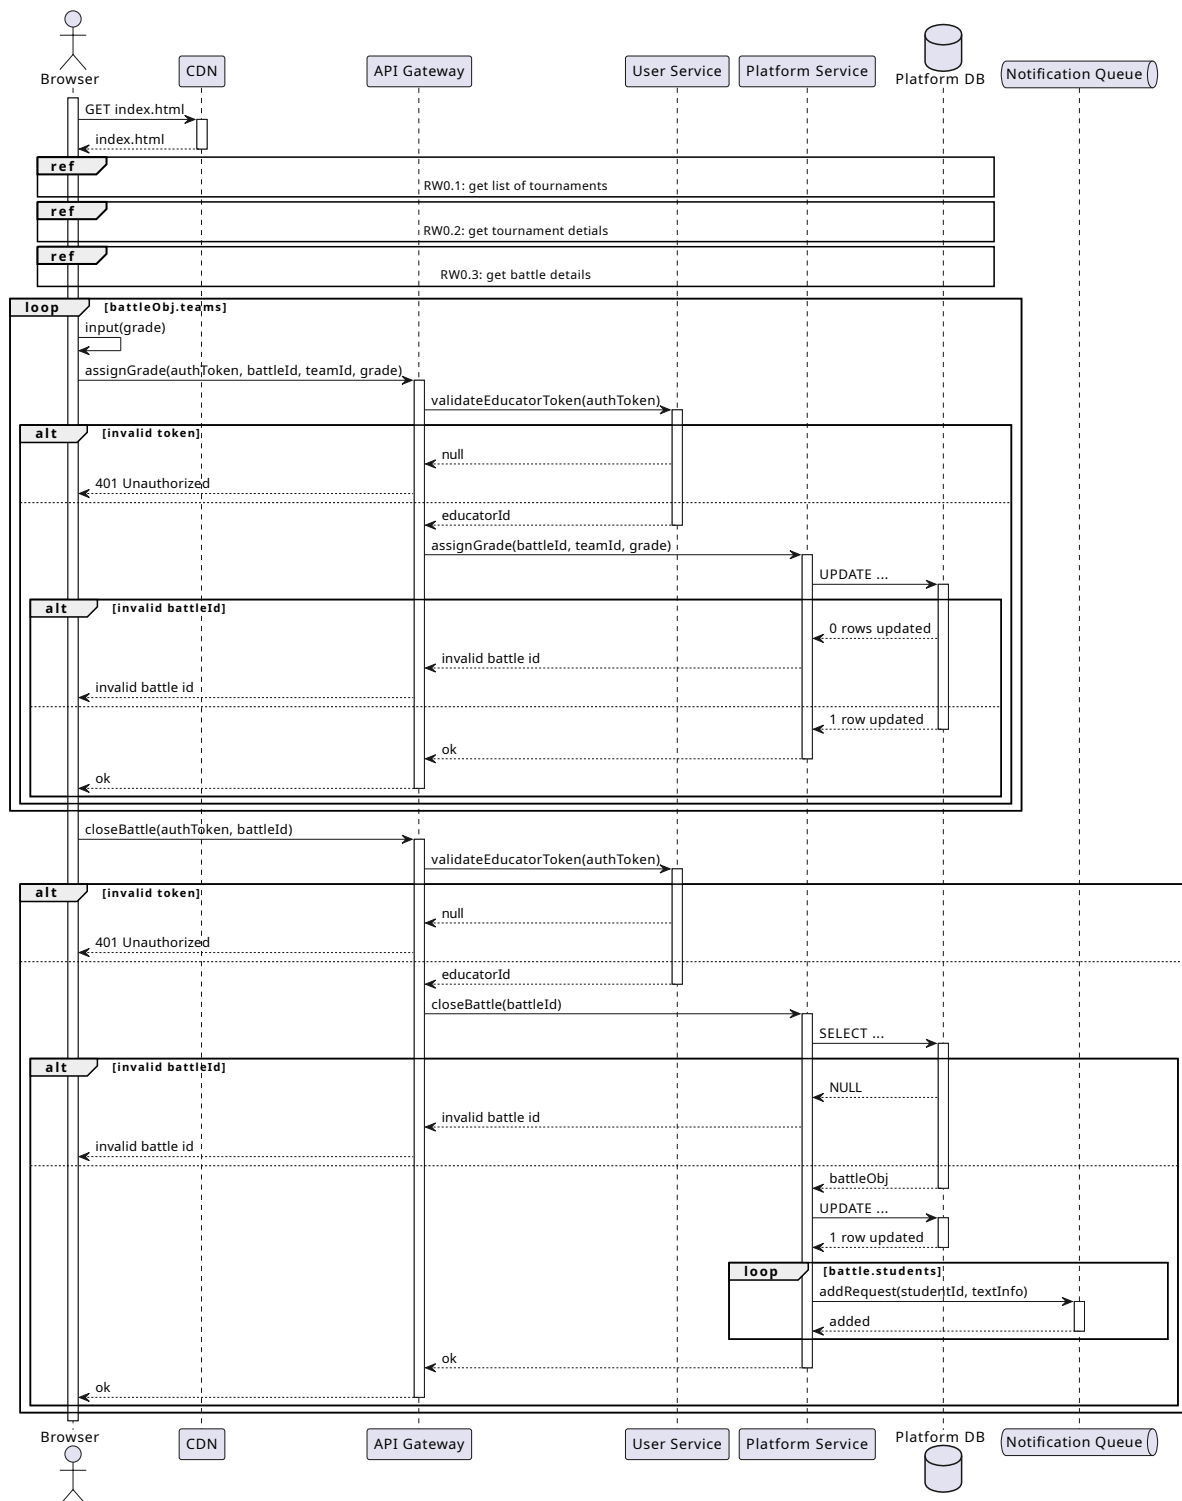 Browser
CDN
API Gateway
User Service
Platform Service
Platform DB
Notification Queue
GET index.html
index.html
ref
RW0.1: get list of tournaments
ref
RW0.2: get tournament detials
ref
RW0.3: get battle details
loop [battleObj.teams]
input(grade)
assignGrade(authToken, battleId, teamId, grade)
validateEducatorToken(authToken)
alt [invalid token]
null
401 Unauthorized
educatorId
assignGrade(battleId, teamId, grade)
UPDATE ...
alt [invalid battleId]
0 rows updated
invalid battle id
invalid battle id
1 row updated
ok
ok
closeBattle(authToken, battleId)
validateEducatorToken(authToken)
alt [invalid token]
null
401 Unauthorized
educatorId
closeBattle(battleId)
SELECT ...
alt [invalid battleId]
NULL
invalid battle id
invalid battle id
battleObj
UPDATE ...
1 row updated
loop [battle.students]
addRequest(studentId, textInfo)
added
ok
ok
Browser
CDN
API Gateway
User Service
Platform Service
Platform DB
Notification Queue